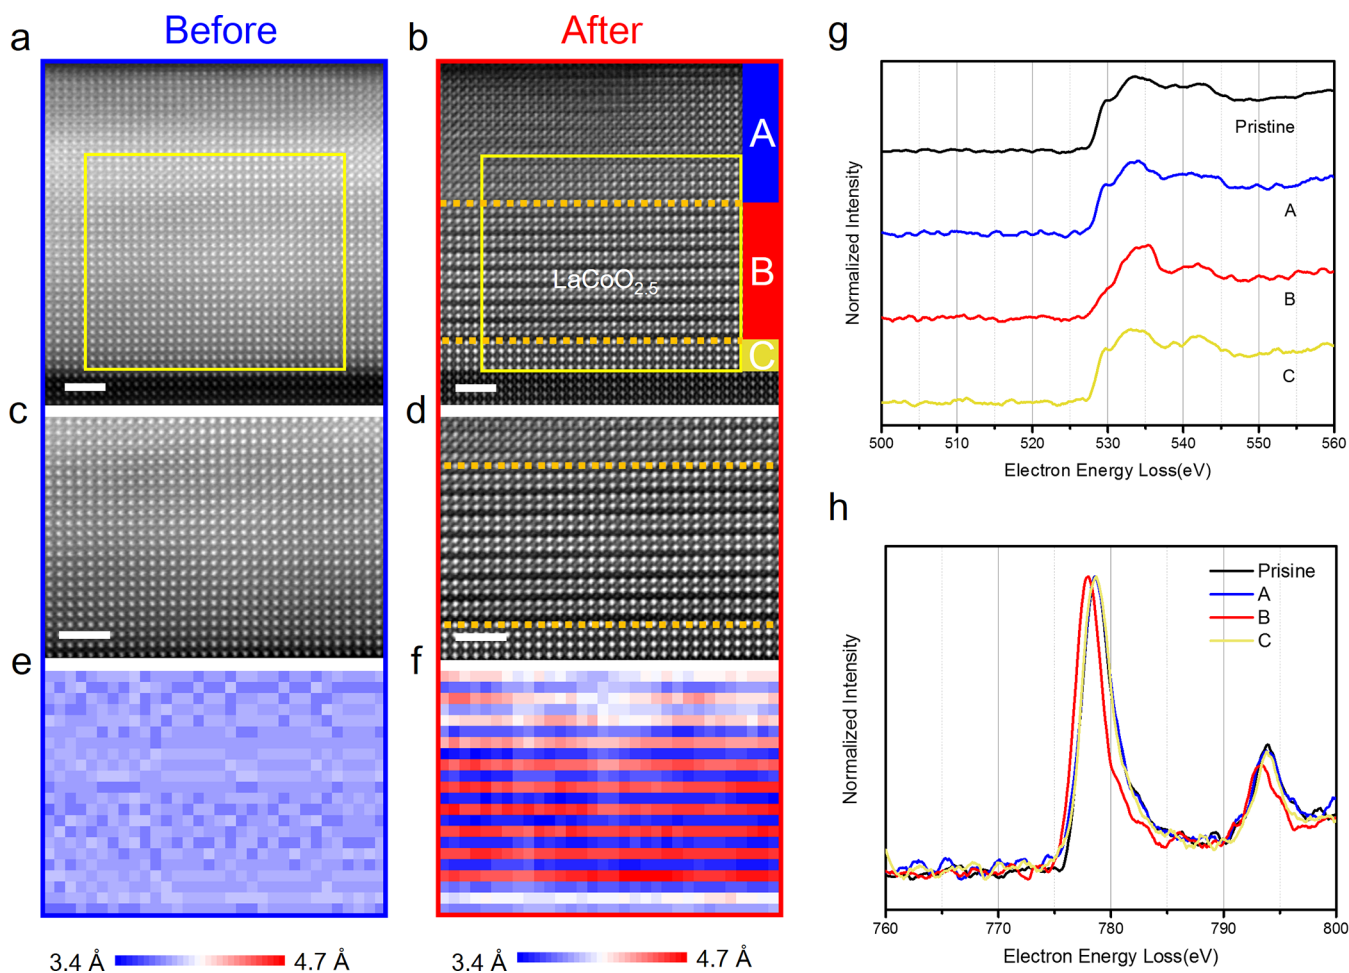 a
Before
b
After
A
B
C
LaCoO2.5
c
d
e
f
3.4 Å
4.7 Å
3.4 Å
4.7 Å
g
Normalized Intensity
Pristine
A
B
C
500 510 520 530 540 550 560
Electron Energy Loss(eV)
h
Normalized Intensity
Prisine
A
B
C
760 770 780 790 800
Electron Energy Loss(eV)